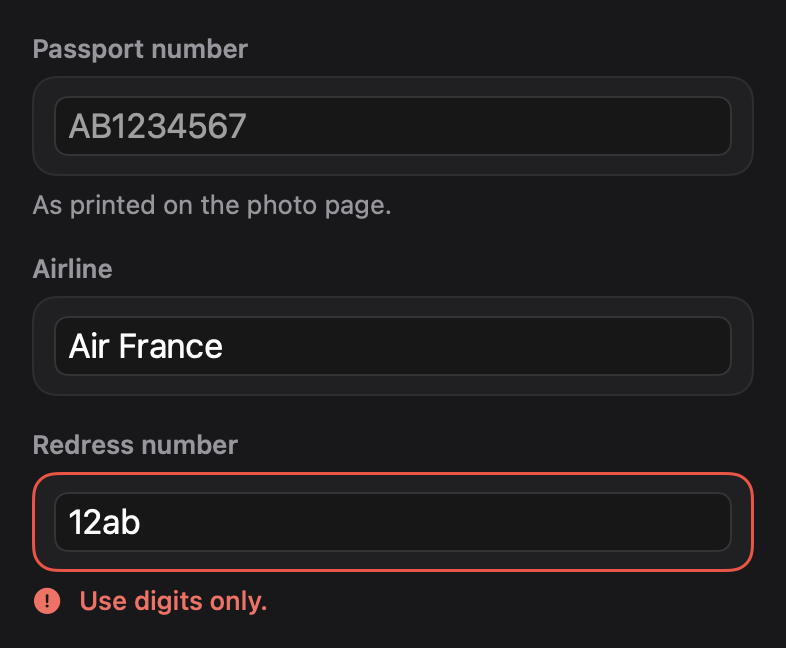 Passport number
AB1234567
As printed on the photo page.
Airline
Air France
Redress number
12ab
Use digits only.